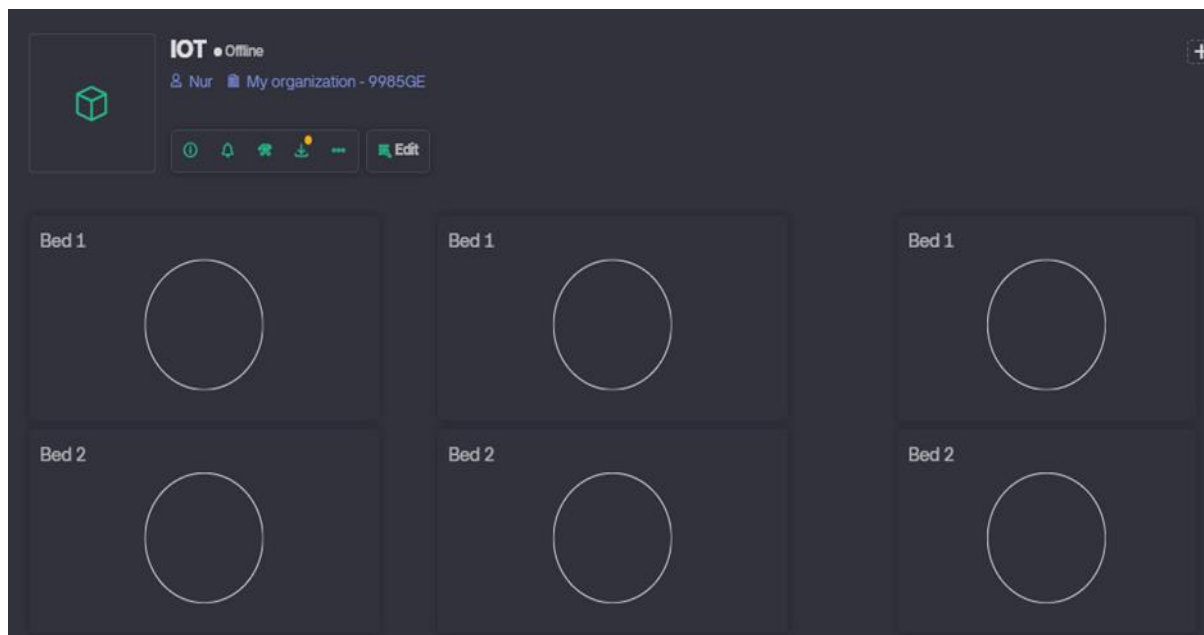 IOT Offline
Nur My organization - 9985GE
Edit
Bed 1 Bed 1 Bed 1
Bed 2 Bed 2 Bed 2